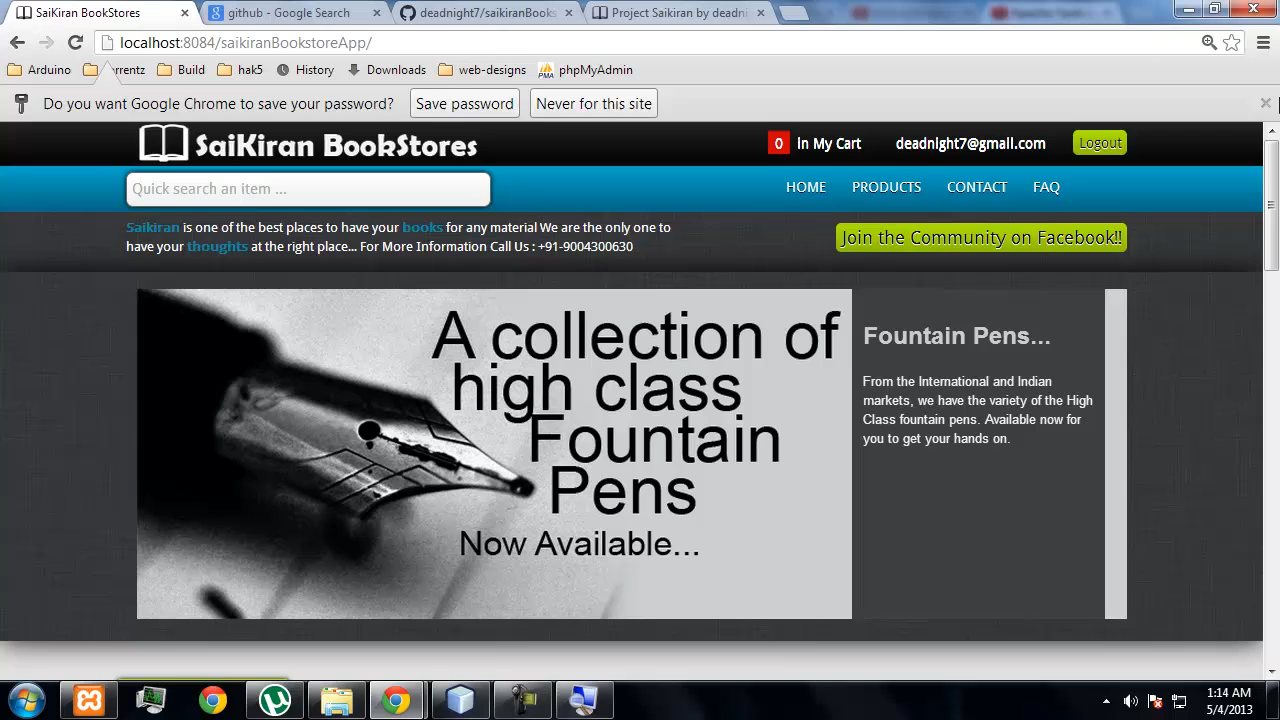 SaiKiran BookStores
github - Google Search
deadnight7/saikiranBooks
Project Saikiran by deadni
localhost:8084/saikiranBookstoreApp/
Arduino
rrentz
Build
hak5
History
Downloads
web-designs
phpMyAdmin
Do you want Google Chrome to save your password?
Save password
Never for this site
SaiKiran BookStores
0 in My Cart
deadnight7@gmail.com
Logout
Quick search an item ...
HOME
PRODUCTS
CONTACT
FAQ
Saikiran is one of the best places to have your books for any material We are the only one to
have your thoughts at the right place... For More Information Call Us : +91-9004300630
Join the Community on Facebook!!
A collection of
high class
Fountain
Pens
Now Available...
Fountain Pens...
From the International and Indian
markets, we have the variety of the High
Class fountain pens. Available now for
you to get your hands on.
1:14 AM
5/4/2013